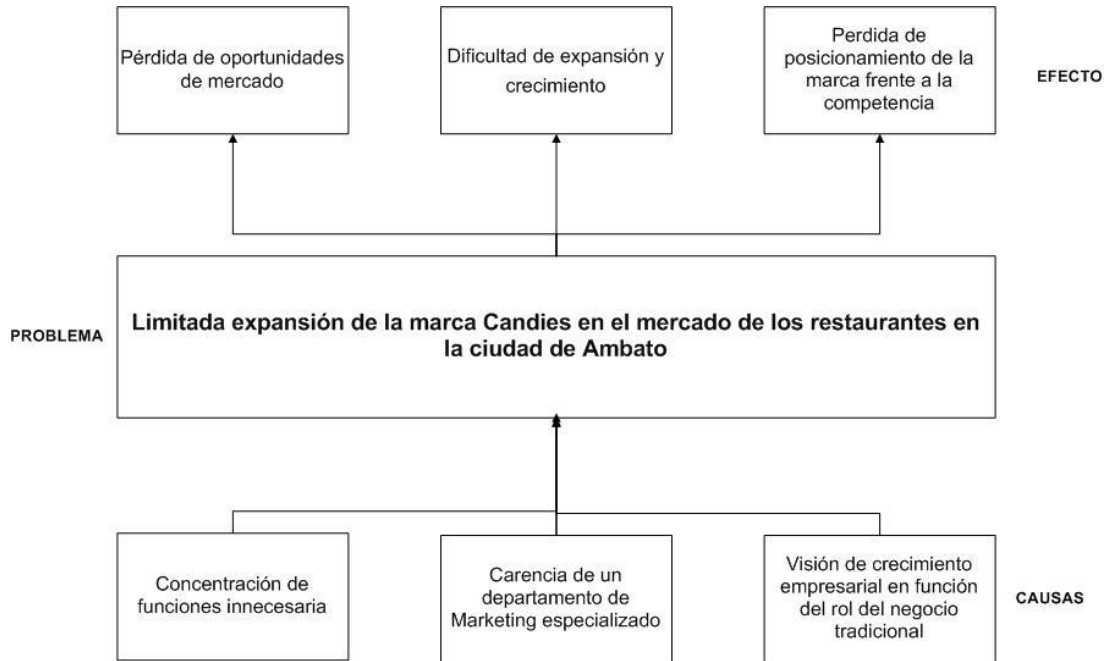 Pérdida de oportunidades
de mercado
Dificultad de expansión y
crecimiento
Perdida de
posicionamiento de la
marca frente a la
competencia
EFECTO
PROBLEMA
Limitada expansión de la marca Candies en el mercado de los restaurantes en
la ciudad de Ambato
Concentración de
funciones innecesaria
Carencia de un
departamento de
Marketing especializado
Visión de crecimiento
empresarial en función
del rol del negocio
tradicional
CAUSAS